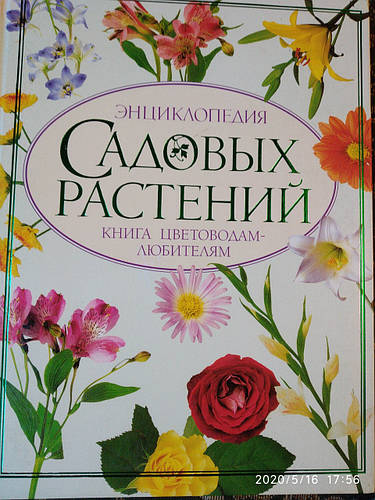 ЭНЦИКЛОПЕДИЯ
САДОВЫХ
РАСТЕНИЙ
КНИГА ЦВЕТОВОДАМ-
ЛЮБИТЕЛЯМ
2020/5/16 17:56